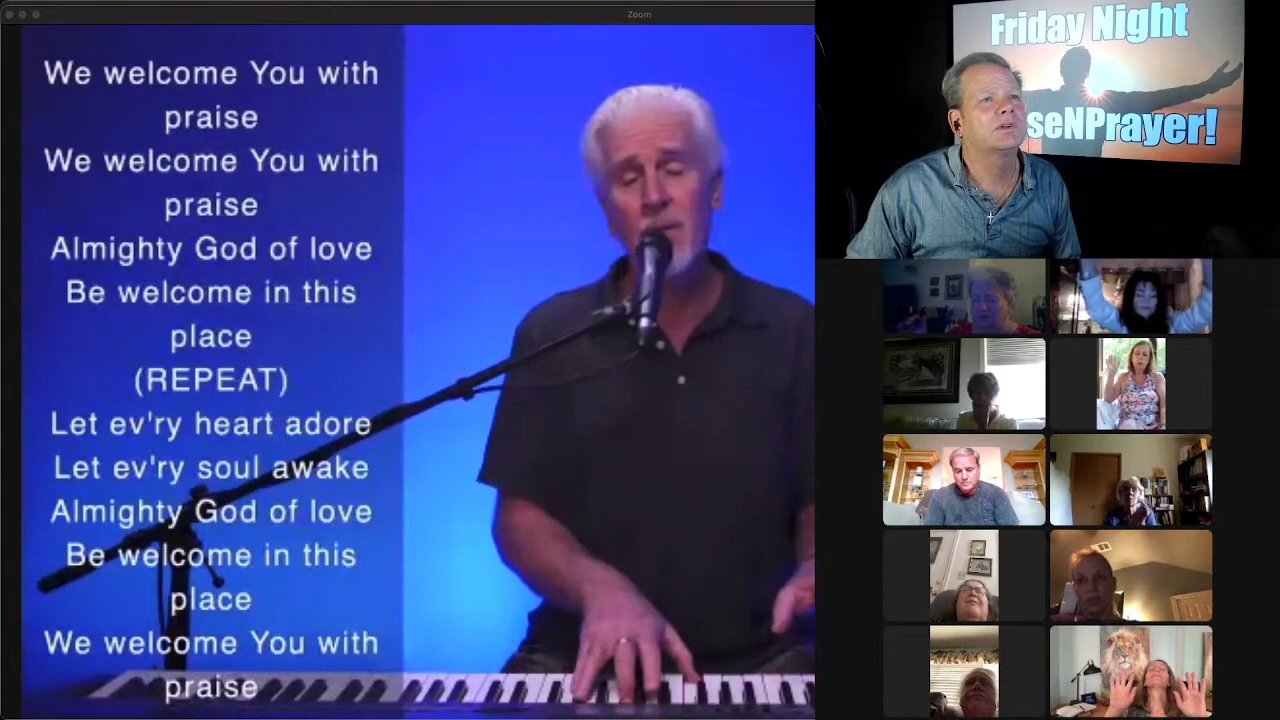 Zoom
We welcome You with
praise
We welcome You with
praise
Almighty God of love
Be welcome in this
place
(REPEAT)
Let ev'ry heart adore
Let ev'ry soul awake
Almighty God of love
Be welcome in this
place
We welcome You with
praise
Friday Night
seNPrayer!